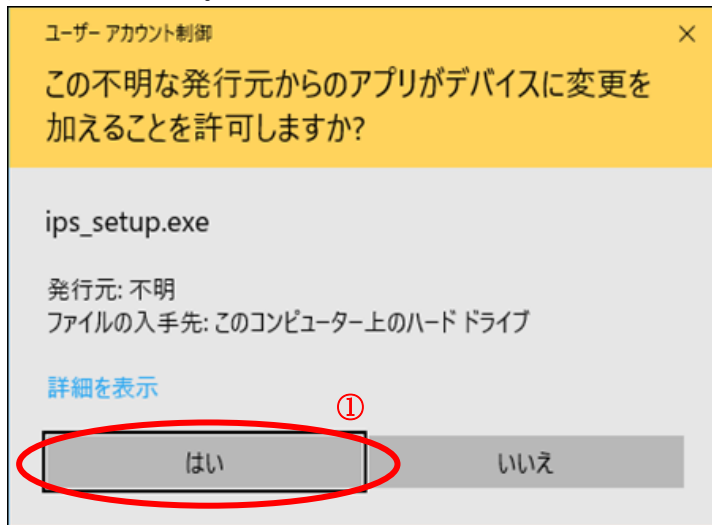 ユーザー アカウント制御
この不明な発行元からのアプリがデバイスに変更を
加えることを許可しますか?
ips_setup.exe
発行元: 不明
ファイルの入手先: このコンピューター上のハード ドライブ
詳細を表示
①
はい
いいえ